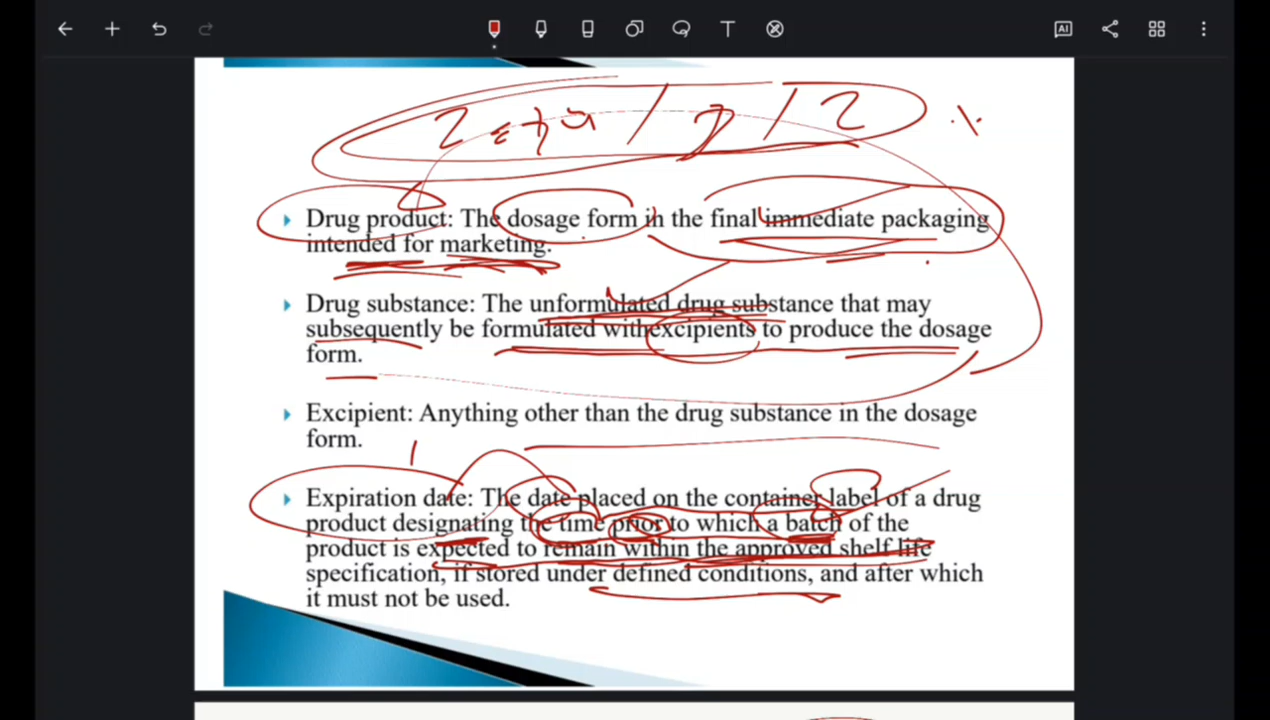 AI
T
Drug product: The dosage form in the final immediate packaging
intended for marketing.
Drug substance: The unformulated drug substance that may
subsequently be formulated withexcipients to produce the dosage
form.
Excipient: Anything other than the drug substance in the dosage
form.
Expiration date: The date placed on the container label of a drug
product designating the time prior to which a batch of the
product is expected to remain within the approved shelf life
specification, if stored under defined conditions, and after which
it must not be used.